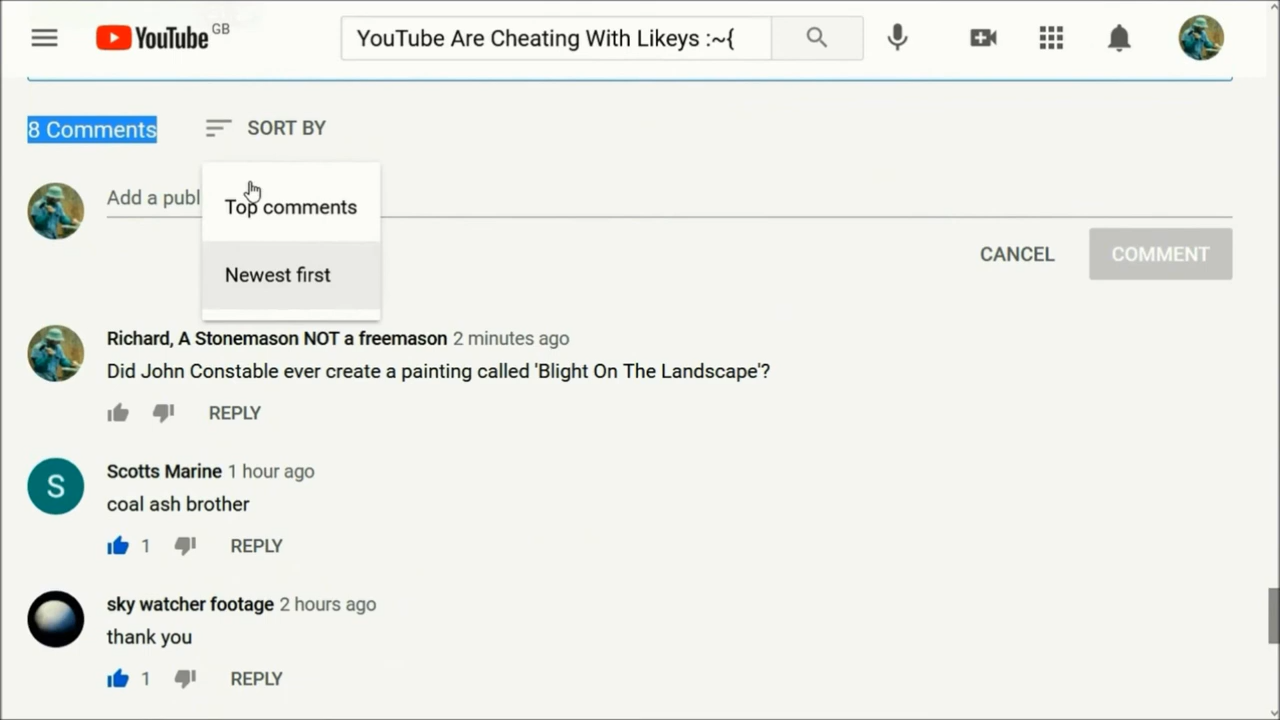 YouTube GB
YouTube Are Cheating With Likeys :~{
8 Comments
SORT BY
Add a publ
Top comments
Newest first
CANCEL
COMMENT
Richard, A Stonemason NOT a freemason 2 minutes ago
Did John Constable ever create a painting called 'Blight On The Landscape'?
REPLY
S
Scotts Marine 1 hour ago
coal ash brother
1 REPLY
sky watcher footage 2 hours ago
thank you
1 REPLY